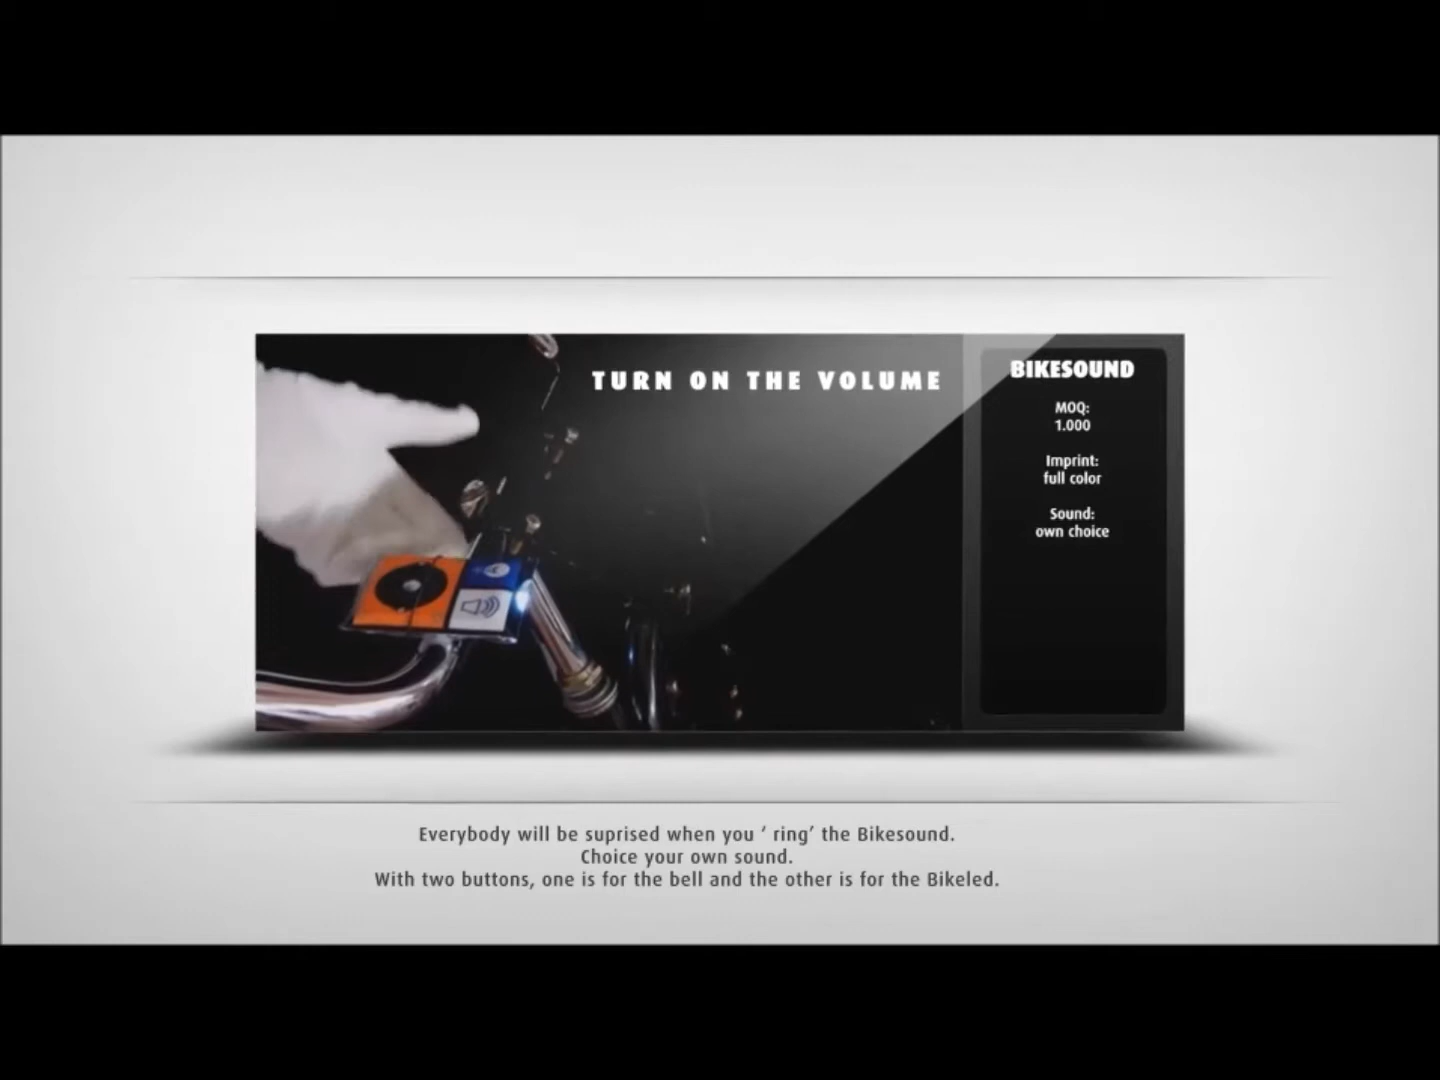 TURN ON THE VOLUME
BIKESOUND
MOQ:
1.000
Imprint:
full color
Sound:
own choice
Everybody will be suprised when you ‘ ring’ the Bikesound.
Choice your own sound.
With two buttons, one is for the bell and the other is for the Bikeled.